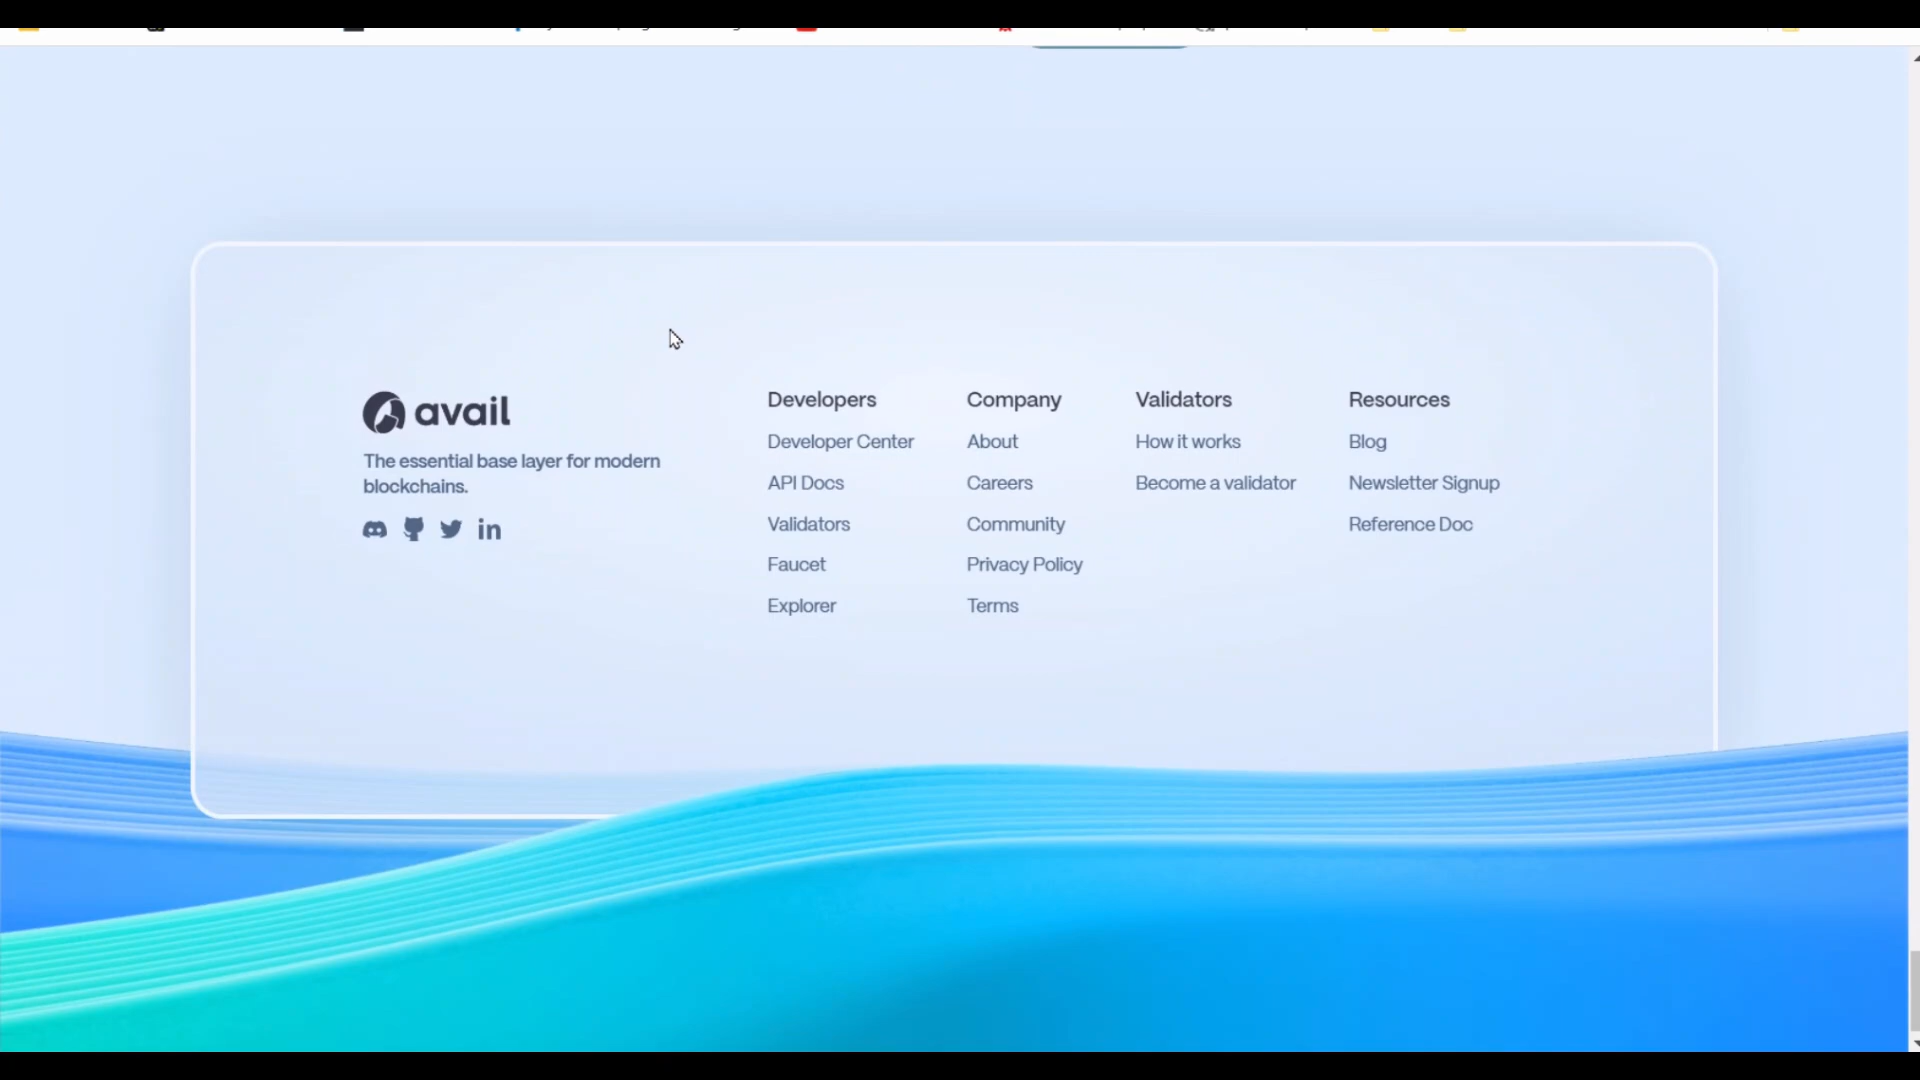 avail
The essential base layer for modern
blockchains.
Developers
Developer Center
API Docs
Validators
Faucet
Explorer
Company
About
Careers
Community
Privacy Policy
Terms
Validators
How it works
Become a validator
Resources
Blog
Newsletter Signup
Reference Doc